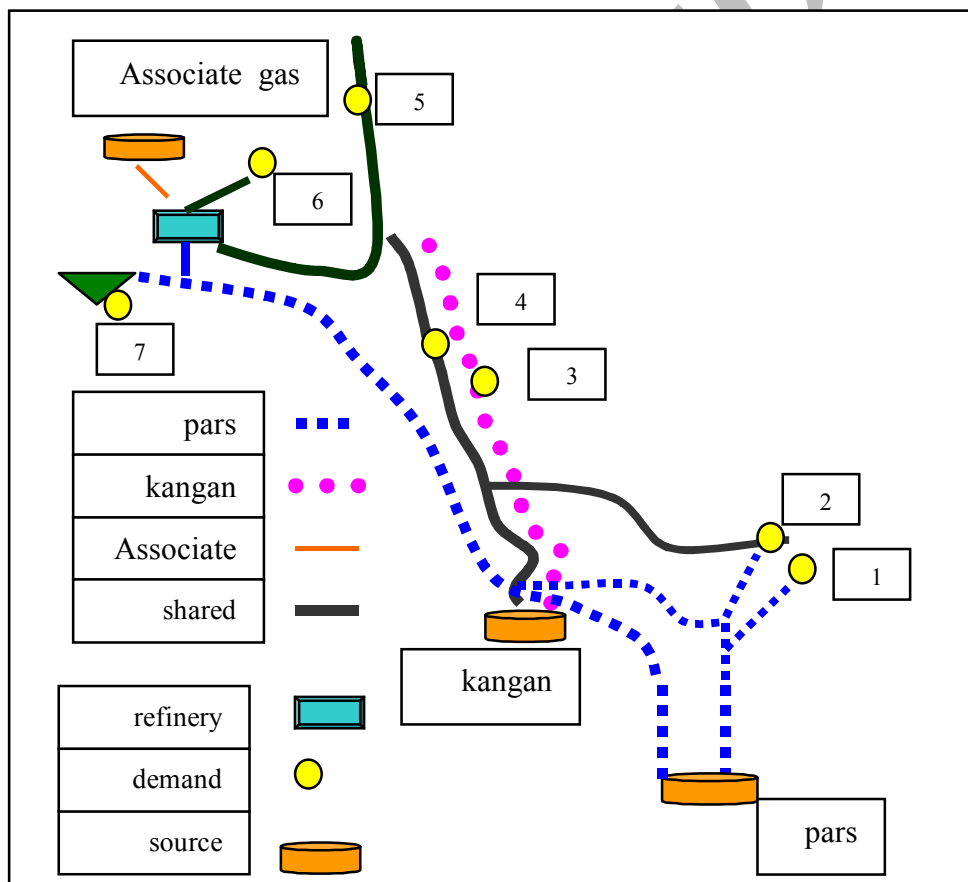 Associate gas
5
6
4
7
3
pars
kangan
Associate
shared
2
1
kangan
refinery
demand
source
pars